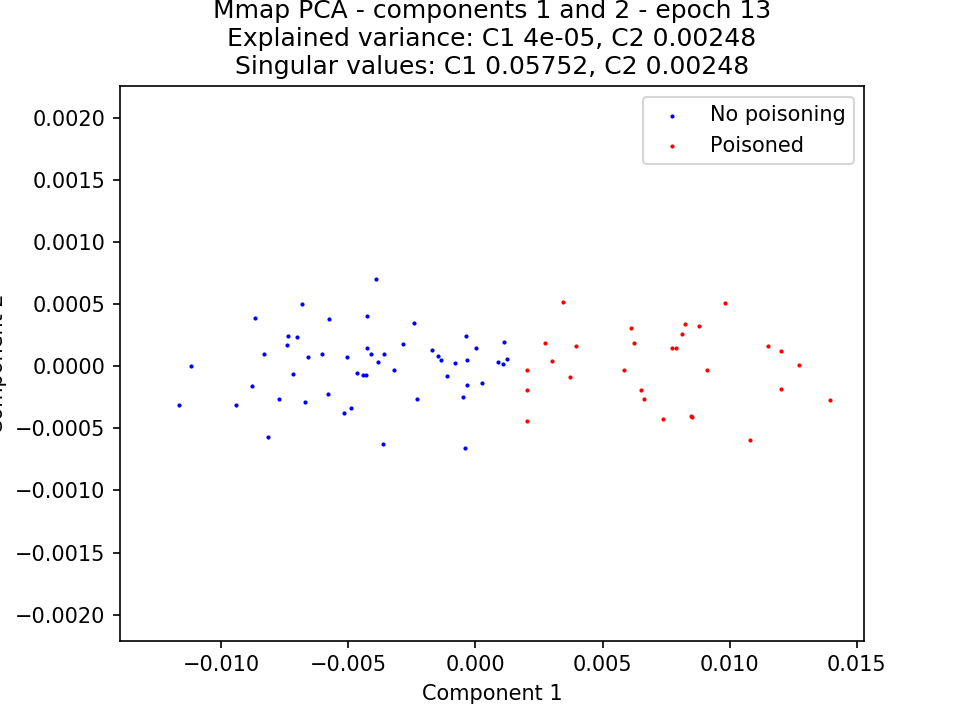 Mmap PCA - components 1 and 2 - epoch 13
Explained variance: C1 4e-05, C2 0.00248
Singular values: C1 0.05752, C2 0.00248
No poisoning
Poisoned
0.0020
0.0015
0.0010
0.0005
0.0000
−0.0005
−0.0010
−0.0015
−0.0020
−0.010
−0.005
0.000
0.005
0.010
0.015
Component 1